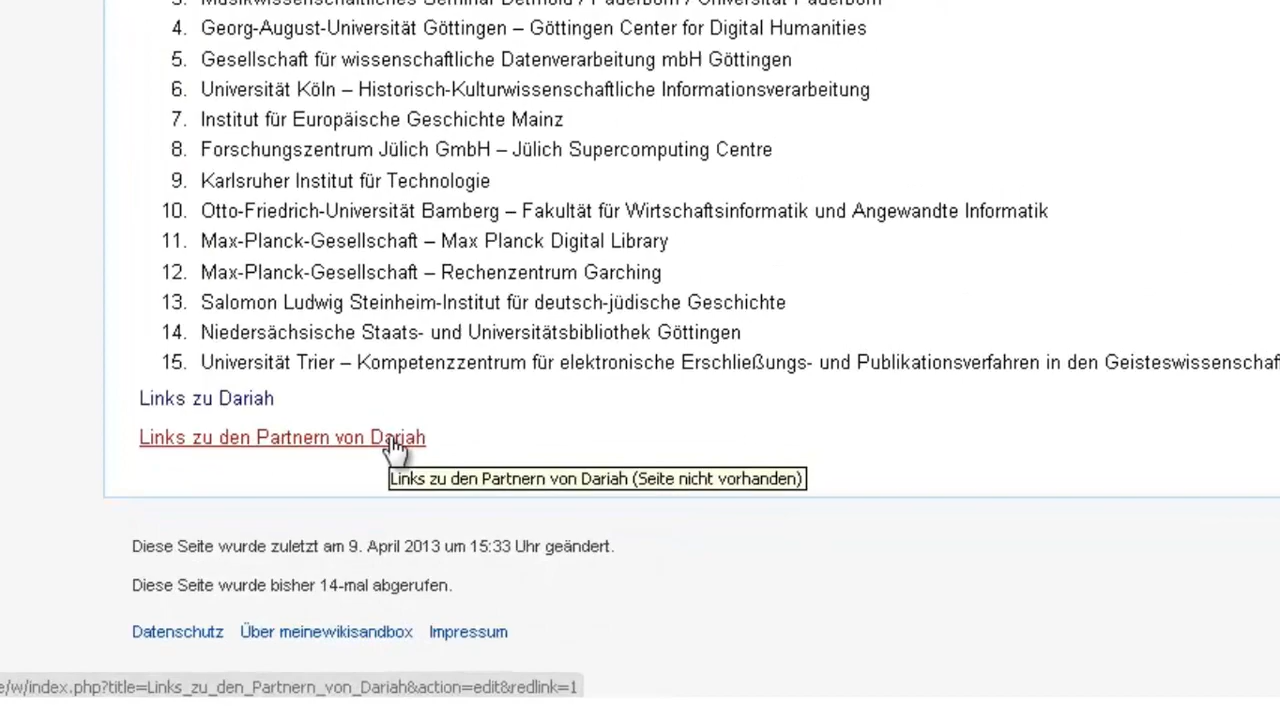 3. Musikwissenschaftliches Seminar Detmold / Paderborn / Universität Paderborn
4. Georg-August-Universität Göttingen – Göttingen Center for Digital Humanities
5. Gesellschaft für wissenschaftliche Datenverarbeitung mbH Göttingen
6. Universität Köln – Historisch-Kulturwissenschaftliche Informationsverarbeitung
7. Institut für Europäische Geschichte Mainz
8. Forschungszentrum Jülich GmbH – Jülich Supercomputing Centre
9. Karlsruher Institut für Technologie
10. Otto-Friedrich-Universität Bamberg – Fakultät für Wirtschaftsinformatik und Angewandte Informatik
11. Max-Planck-Gesellschaft – Max Planck Digital Library
12. Max-Planck-Gesellschaft – Rechenzentrum Garching
13. Salomon Ludwig Steinheim-Institut für deutsch-jüdische Geschichte
14. Niedersächsische Staats- und Universitätsbibliothek Göttingen
15. Universität Trier – Kompetenzzentrum für elektronische Erschließungs- und Publikationsverfahren in den Geisteswissenschaf
Links zu Dariah
Links zu den Partnern von Dariah
Links zu den Partnern von Dariah (Seite nicht vorhanden)
Diese Seite wurde zuletzt am 9. April 2013 um 15:33 Uhr geändert.
Diese Seite wurde bisher 14-mal abgerufen.
Datenschutz Über meinewikisandbox Impressum
e/w/index.php?title=Links_zu_den_Partnern_von_Dariah&action=edit&redlink=1